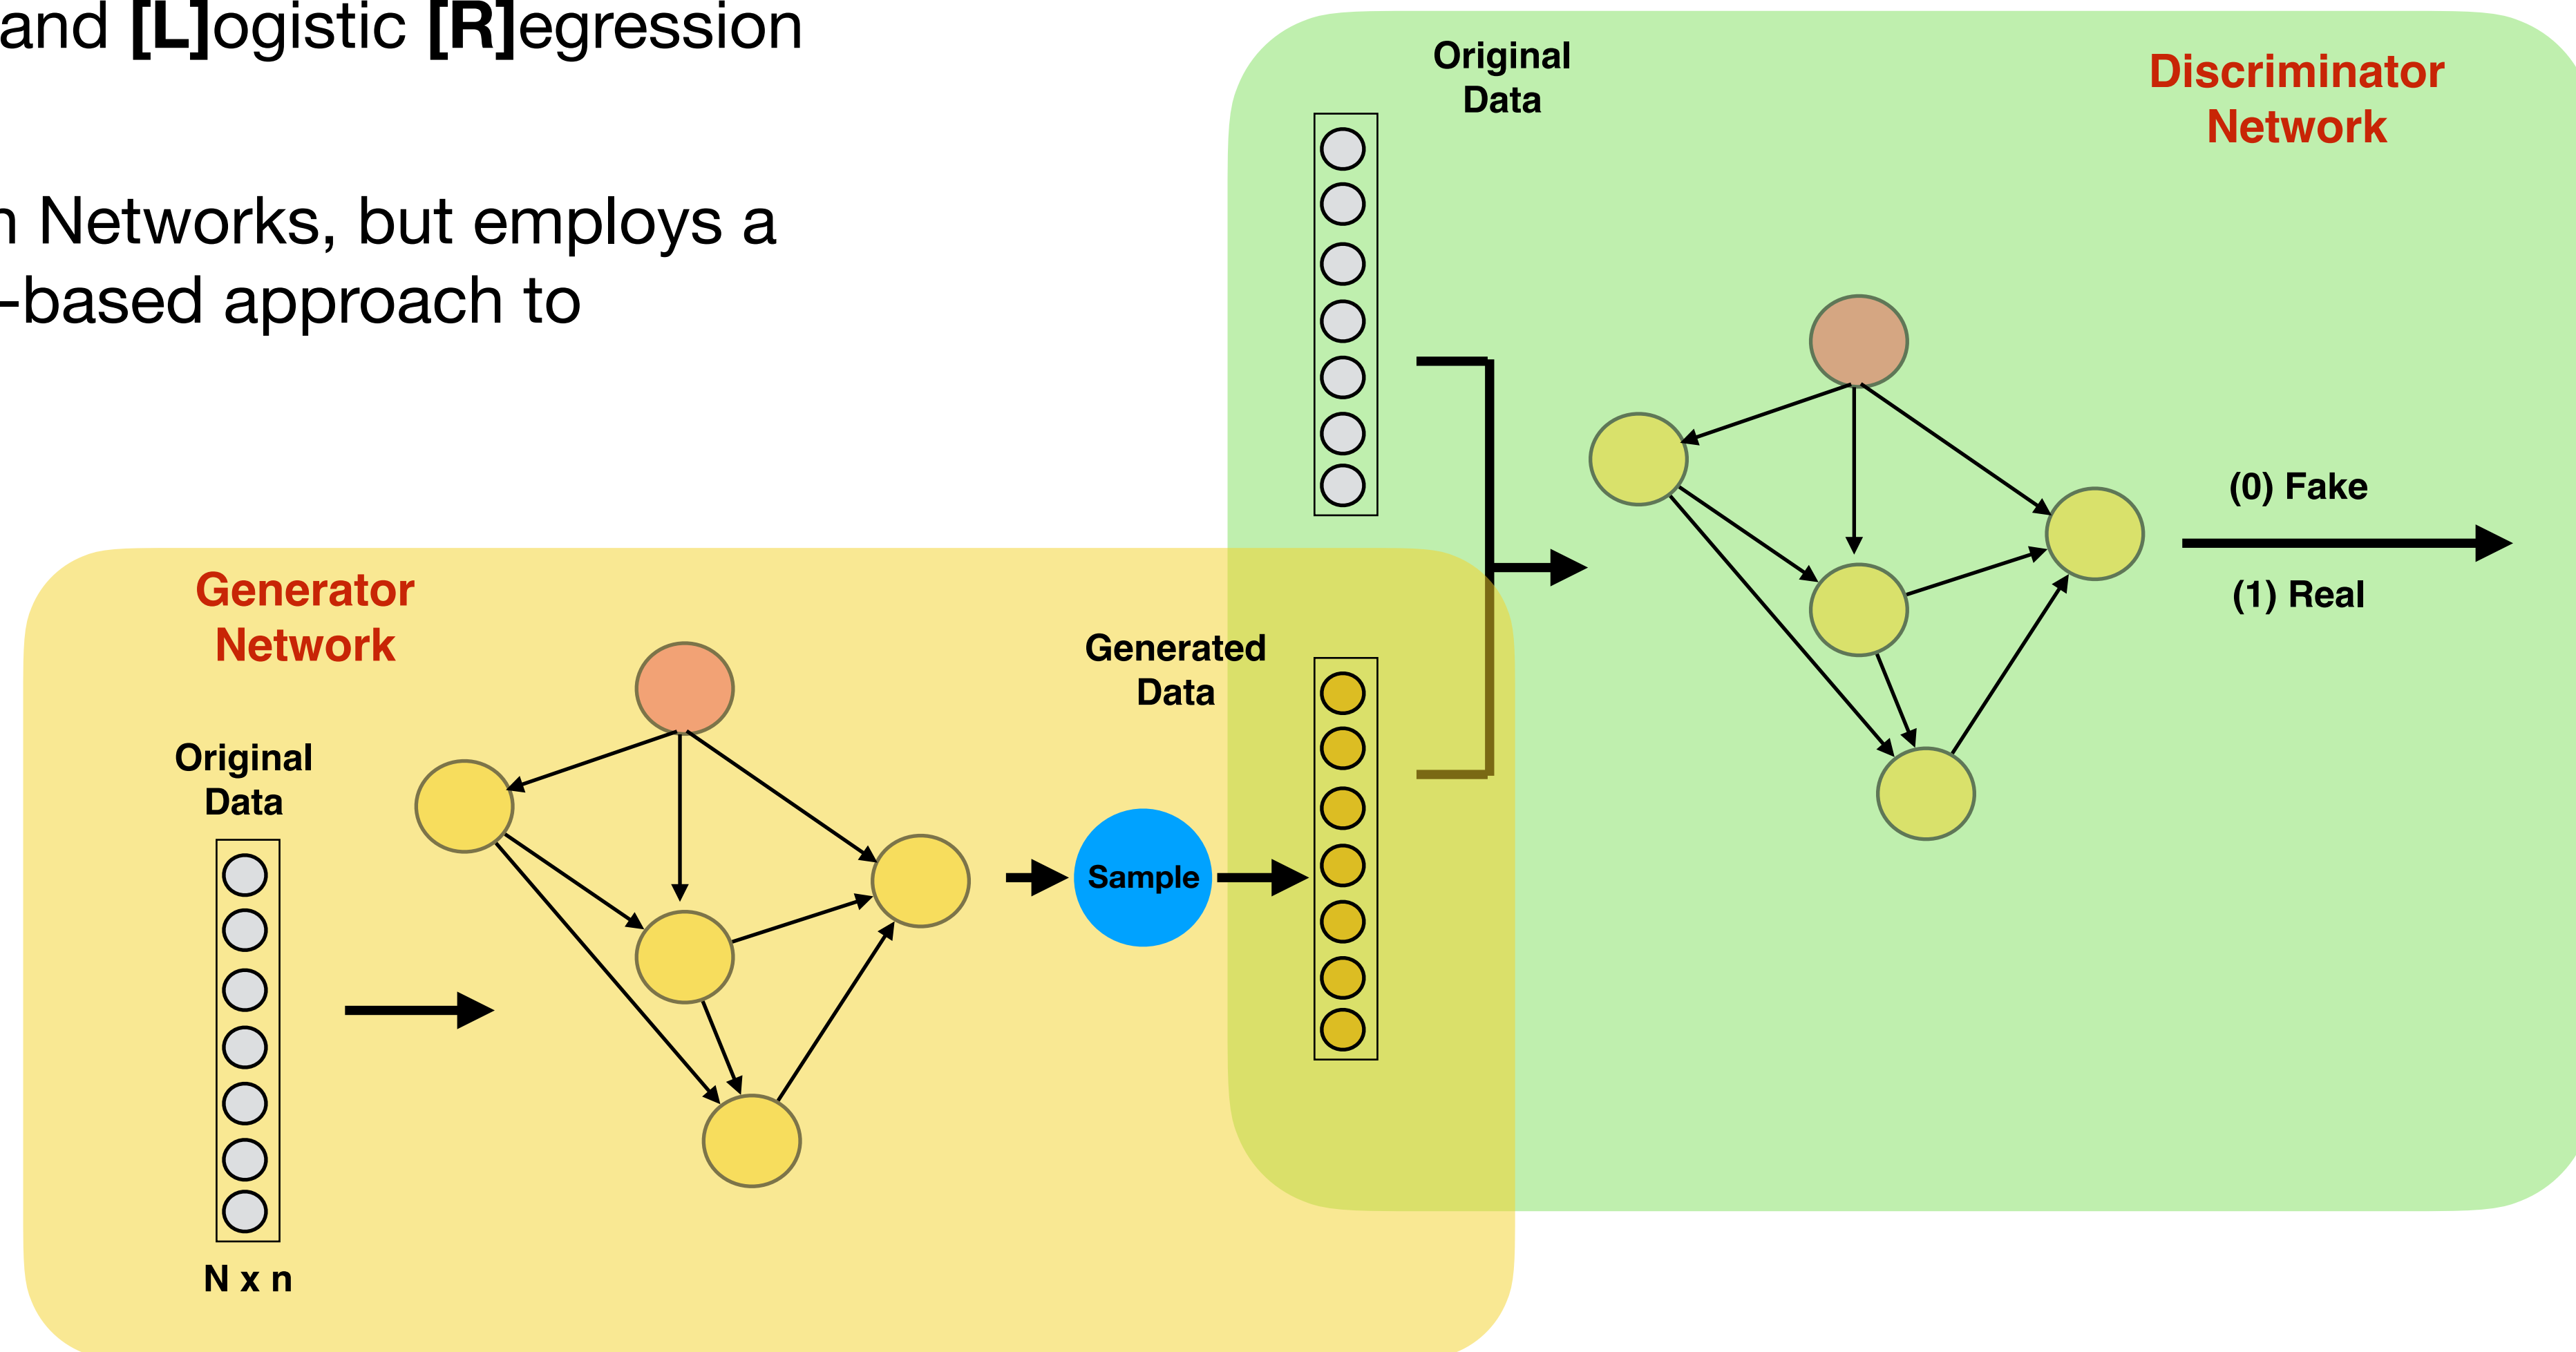 and [L]ogistic [R]egression
Networks, but employs a
-based approach to
Original
Data
Discriminator
Network
(0) Fake
(1) Real
Generator
Network
Generated
Data
Original
Data
Sample
N x n